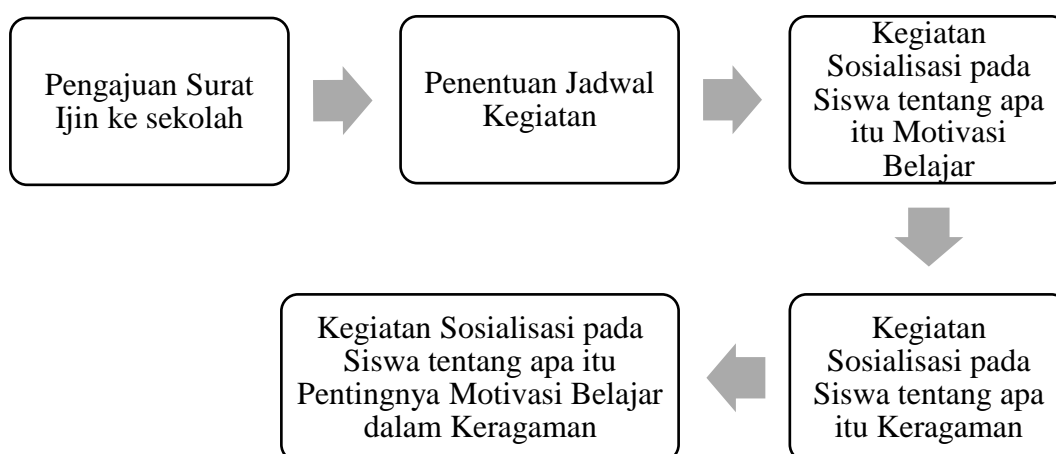 Pengajuan Surat
Ijin ke sekolah
Penentuan Jadwal
Kegiatan
Kegiatan
Sosialisasi pada
Siswa tentang apa
itu Motivasi
Belajar
Kegiatan
Sosialisasi pada
Siswa tentang apa
itu Keragaman
Kegiatan Sosialisasi pada
Siswa tentang apa itu
Pentingnya Motivasi Belajar
dalam Keragaman